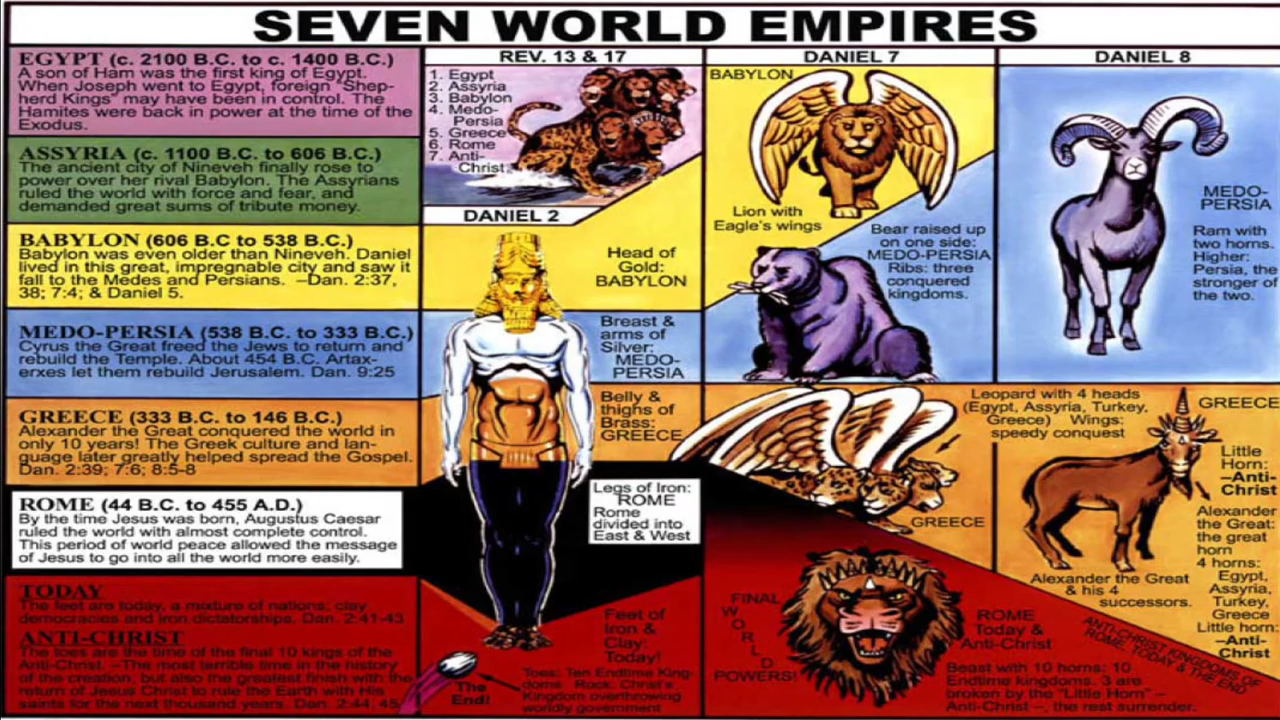 SEVEN WORLD EMPIRES
EGYPT (c. 2100 B.C. to c. 1400 B.C.)
A son of Ham was the first king of Egypt.
When Joseph went to Egypt, foreign "Shep-
herd Kings" may have been in control. The
Hamites were back in power at the time of the
Exodus.
ASSYRIA (c. 1100 B.C. to 606 B.C.)
The ancient city of Nineveh finally rose to
power over her rival Babylon. The Assyrians
ruled the world with force and fear, and
demanded great sums of tribute money.
BABYLON (606 B.C to 538 B.C.)
Babylon was even older than Nineveh. Daniel
lived in this great, impregnable city and saw it
fall to the Medes and Persians. –Dan. 2:37,
38; 7:4; & Daniel 5.
MEDO-PERSIA (538 B.C. to 333 B.C.)
Cyrus the Great freed the Jews to return and
rebuild the Temple. About 454 B.C. Artax-
erxes let them rebuild Jerusalem. Dan. 9:25
GREECE (333 B.C. to 146 B.C.)
Alexander the Great conquered the world in
only 10 years! The Greek culture and lan-
guage later greatly helped spread the Gospel.
Dan. 2:39; 7:6; 8:5-8
ROME (44 B.C. to 455 A.D.)
By the time Jesus was born, Augustus Caesar
ruled the world with almost complete control.
This period of world peace allowed the message
of Jesus to go into all the world more easily.
TODAY
The feet are today, a mixture of nations; clay
democracies and iron dictatorships. Dan. 2:41-43
ANTI-CHRIST
The toes are the time of the final 10 kings of the
Anti-Christ. –The most terrible time in the history
of the creation, but also the greatest finish with the
return of Jesus Christ to rule the Earth with His
saints for the next thousand years. Dan. 2:44, 45
REV. 13 & 17
1. Egypt
2. Assyria
3. Babylon
4. Medo-
Persia
5. Greece
6. Rome
7. Anti-
Christ
DANIEL 2
Head of
Gold:
BABYLON
Breast &
arms of
Silver:
MEDO-
PERSIA
Belly &
thighs of
Brass:
GREECE
Legs of Iron:
ROME
Rome
divided into
East & West
Feet of
Iron &
Clay:
Today!
Toes: Ten Endtime King-
doms. Rock: Christ's
Kingdom overthrowing
worldly government
The
End!
DANIEL 7
BABYLON
Lion with
Eagle's wings
Bear raised up
on one side:
MEDO-PERSIA
Ribs: three
conquered
kingdoms.
Leopard with 4 heads
(Egypt, Assyria, Turkey,
Greece) Wings:
speedy conquest
GREECE
FINAL
WORLD
POWERS!
ROME
Today &
Anti-Christ
Beast with 10 horns: 10
Endtime kingdoms. 3 are
broken by the "Little Horn" –
Anti-Christ –, the rest surrender.
DANIEL 8
MEDO-
PERSIA
Ram with
two horns.
Higher:
Persia, the
stronger of
the two.
GREECE
Little
Horn:
–Anti-
Christ
Alexander
the Great:
the great
horn
4 horns:
Egypt,
Assyria,
Turkey,
Greece
Little horn:
–Anti-
Christ
Alexander the Great
& his 4
successors.
ANTI-CHRIST KINGDOMS OF
ROME, TODAY & THE END